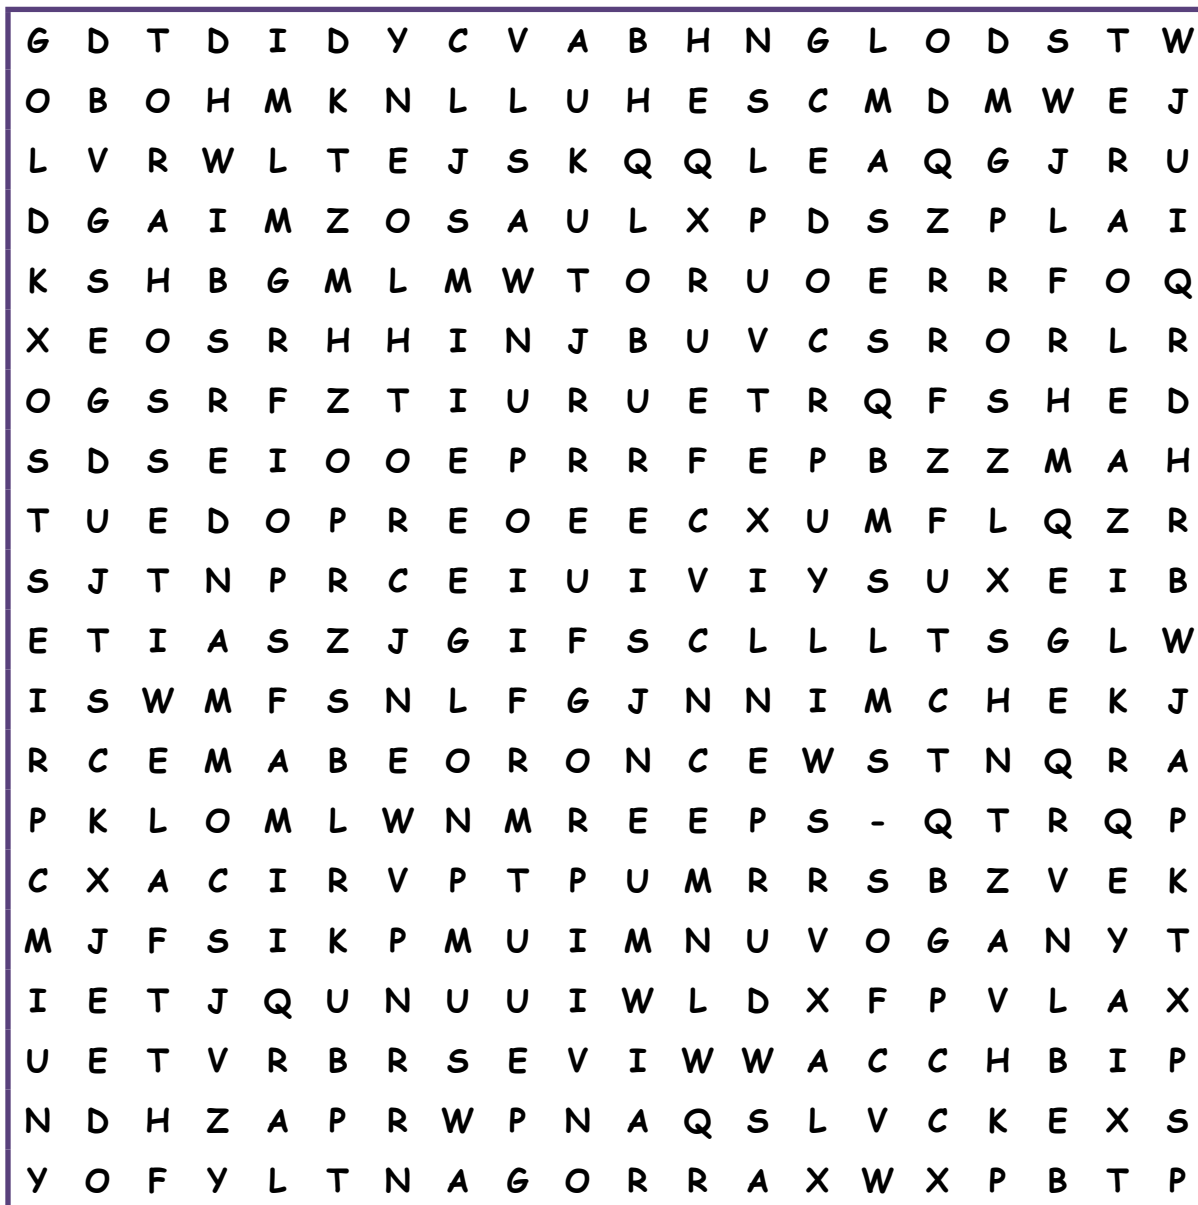 G D T D I D Y C V A B H N G L O D S T W
O B O H M K N L L U H E S C M D M W E J
L V R W L T E J S K Q Q L E A Q G J R U
D G A I M Z O S A U L X P D S Z P L A I
K S H B G M L M W T O R U O E R R F O Q
X E O S R H H I N J B U V C S R O R L R
O G S R F Z T I U R U E T R Q F S H E D
S D S E I O O E P R R F E P B Z Z M A H
T U E D O P R E O E E C X U M F L Q Z R
S J T N P R C E I U I V I Y S U X E I B
E T I A S Z J G I F S C L L L T S G L W
I S W M F S N L F G J N N I M C H E K J
R C E M A B E O R O N C E W S T N Q R A
P K L O M L W N M R E E P S - Q T R Q P
C X A C I R V P T P U M R R S B Z V E K
M J F S I K P M U I M N U V O G A N Y T
I E T J Q U N U U I W L D X F P V L A X
U E T V R B R S E V I W W A C C H B I P
N D H Z A P R W P N A Q S L V C K E X S
Y O F Y L T N A G O R R A X W X P B T P